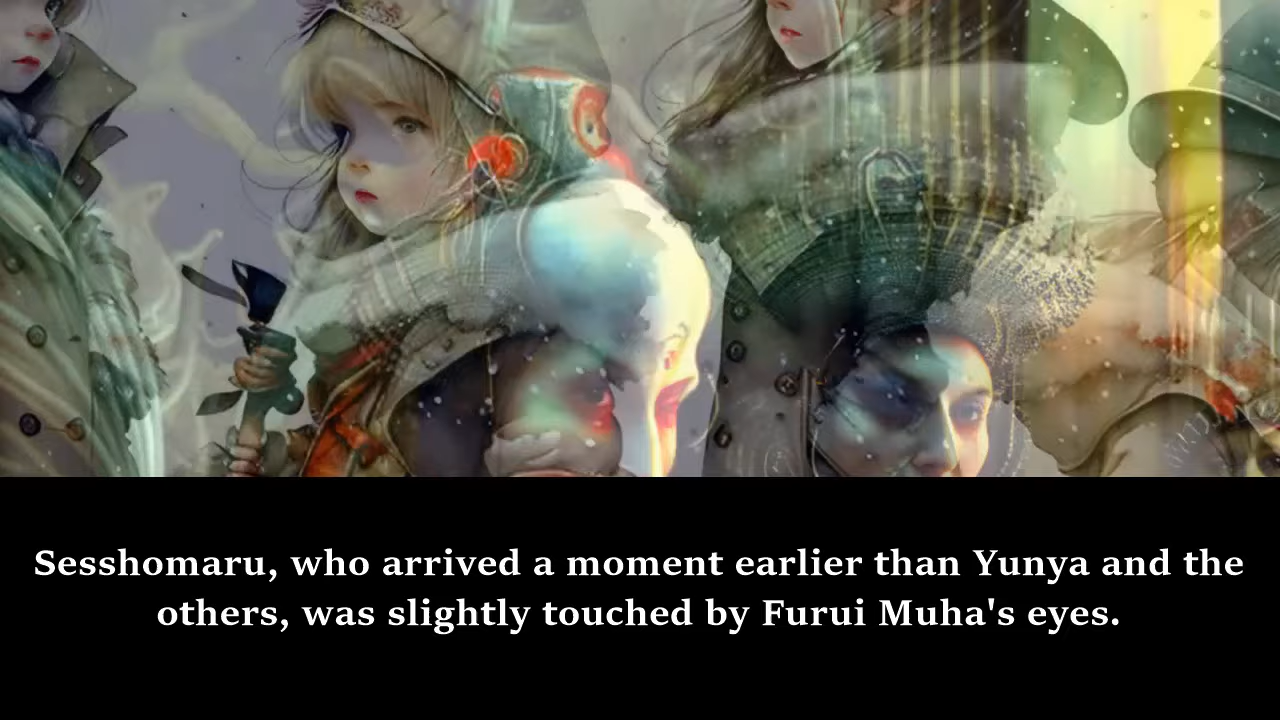 Sesshomaru, who arrived a moment earlier than Yunya and the
others, was slightly touched by Furui Muha's eyes.